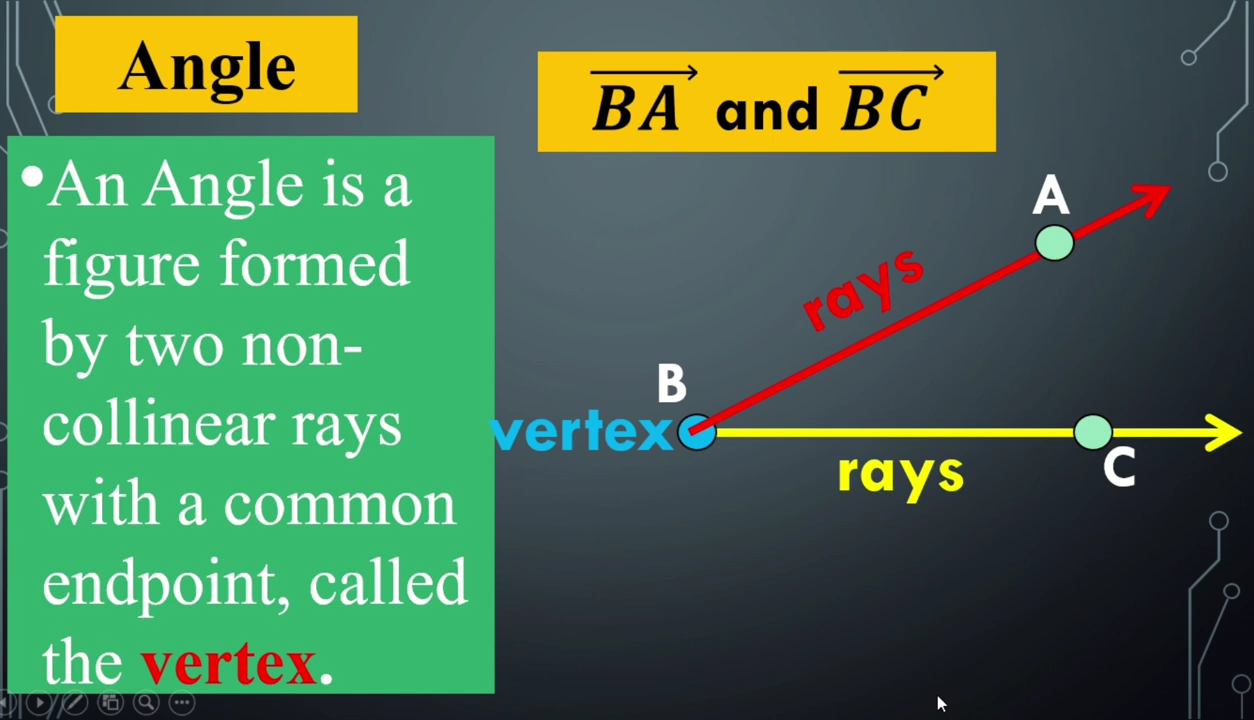 Angle
BA and BC
•An Angle is a
figure formed
by two non-
collinear rays
with a common
endpoint, called
the vertex.
A
rays
B
vertex
rays
C